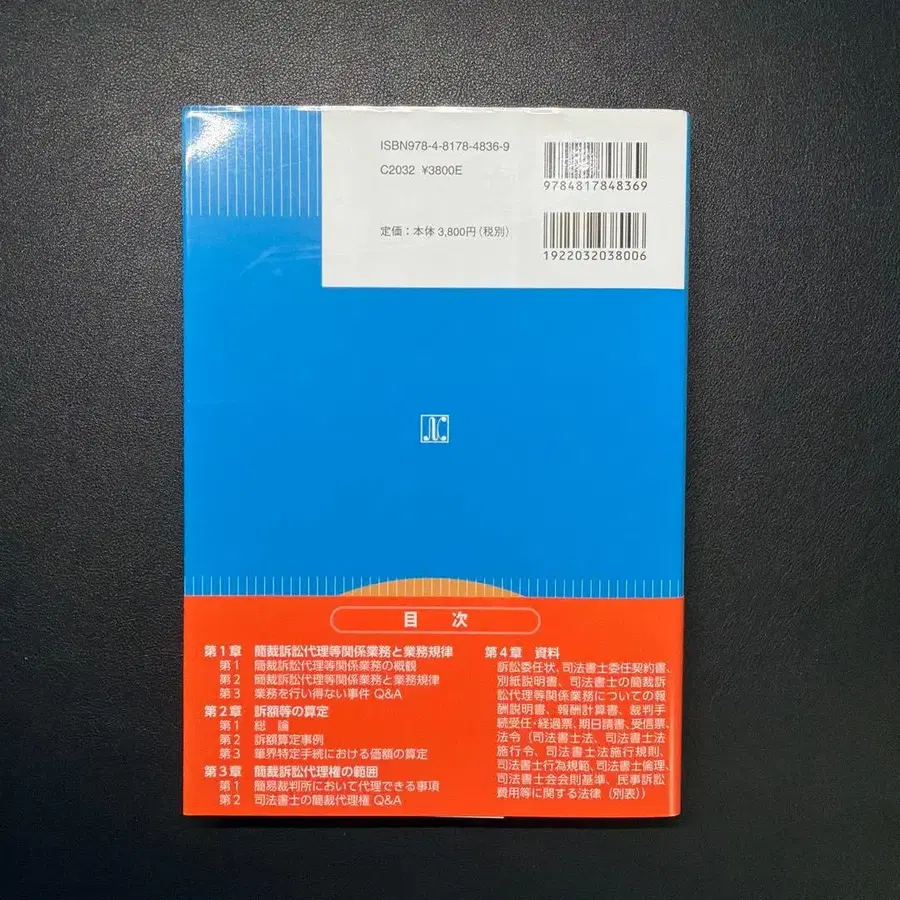 ISBN978-4-8178-4836-9
C2032 ¥3800E
定価:本体3,800円(税別)
9784817848369
1922032038006
N
目 次
第1章 簡裁訴訟代理等関係業務と業務規律
第1 簡裁訴訟代理等関係業務の概観
第2 簡裁訴訟代理等関係業務と業務規律
第3 業務を行い得ない事件 Q&A
第2章 訴額等の算定
第1 総 論
第2 訴額算定事例
第3 筆界特定手続における価額の算定
第3章 簡裁訴訟代理権の範囲
第1 簡易裁判所において代理できる事項
第2 司法書士の簡裁代理権 Q&A
第4章 資料
訴訟委任状、司法書士委任契約書、
別紙説明書、司法書士の簡裁訴
訟代理等関係業務についての報
酬説明書、報酬計算書、裁判手
続受任・経過票、期日請書、受信票、
法令(司法書士法、司法書士法
施行令、司法書士法施行規則、
司法書士行為規範、司法書士倫理、
司法書士会会則基準、民事訴訟
費用等に関する法律(別表))